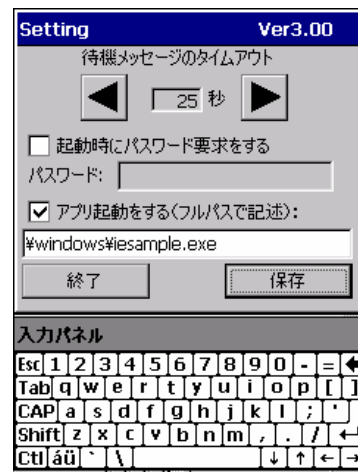 Setting Ver3.00
待機メッセージのタイムアウト
25 秒
起動時にパスワード要求をする
パスワード:
アプリ起動をする(フルパスで記述):
¥windows¥iesample.exe
終了 保存
入力パネル
Esc 1 2 3 4 5 6 7 8 9 0 - = 
Tab q w e r t y u i o p [ ]
CAP a s d f g h j k l ; '
Shift z x c v b n m , . / ←
Ctl áü ` \ ↓ ↑ ← →